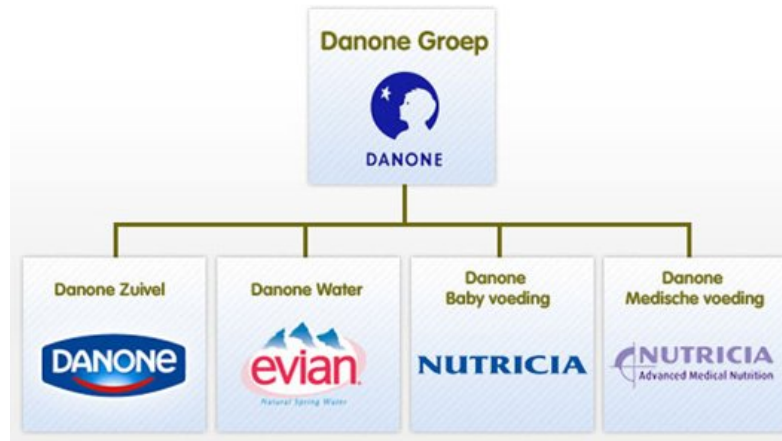 Danone Groep
DANONE
Danone Zuivel
DANONE
Danone Water
evian.
Natural Spring Water
Danone
Baby voeding
NUTRICIA
Danone
Medische voeding
NUTRICIA
Advanced Medical Nutrition